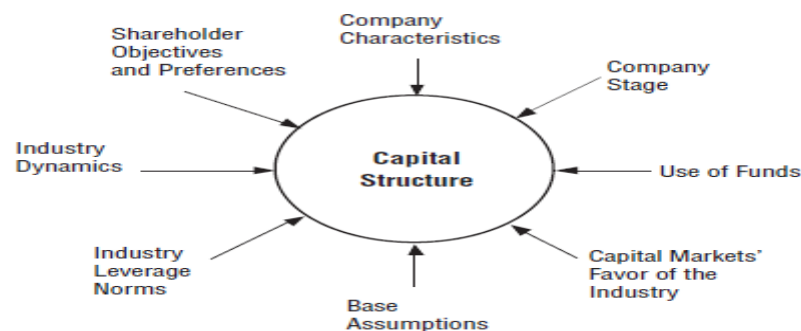 Company
Characteristics
Shareholder
Objectives
and Preferences
Company
Stage
Industry
Dynamics
Capital
Structure
Use of Funds
Industry
Leverage
Norms
Capital Markets'
Favor of the
Industry
Base
Assumptions